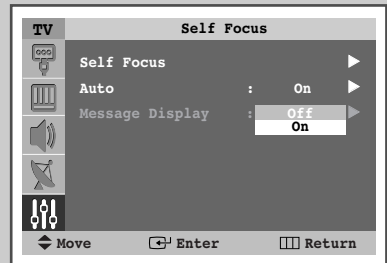 TV Self Focus
Self Focus
Auto : On
Message Display : Off
On
Move Enter Return